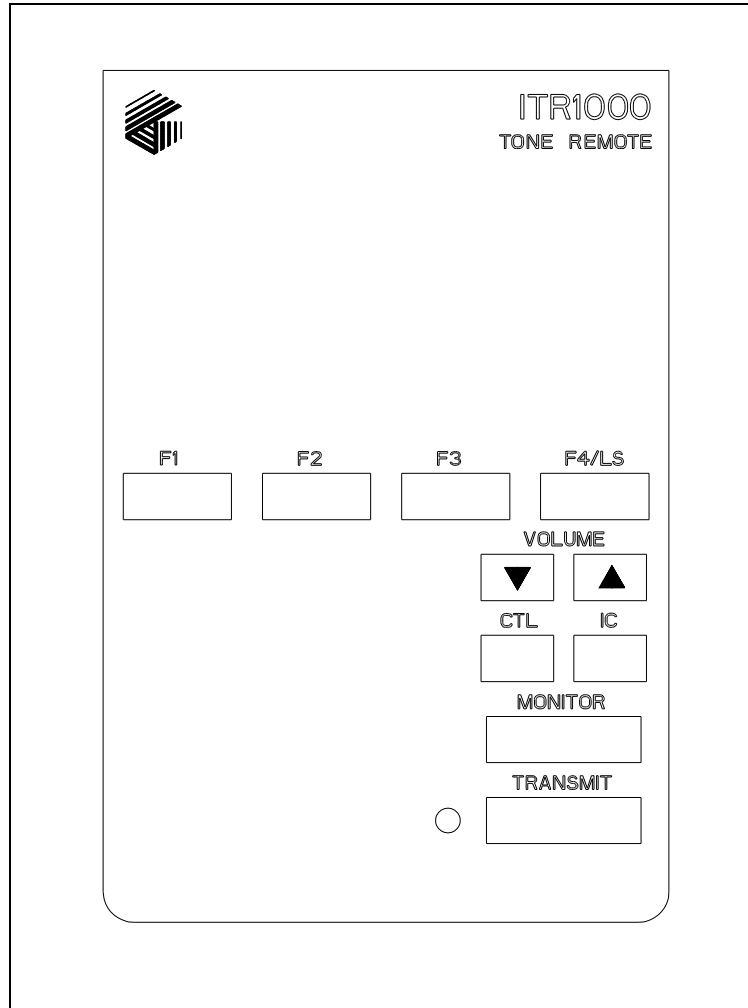 ITR1000
TONE REMOTE
F1 F2 F3 F4/LS
VOLUME
CTL IC
MONITOR
TRANSMIT